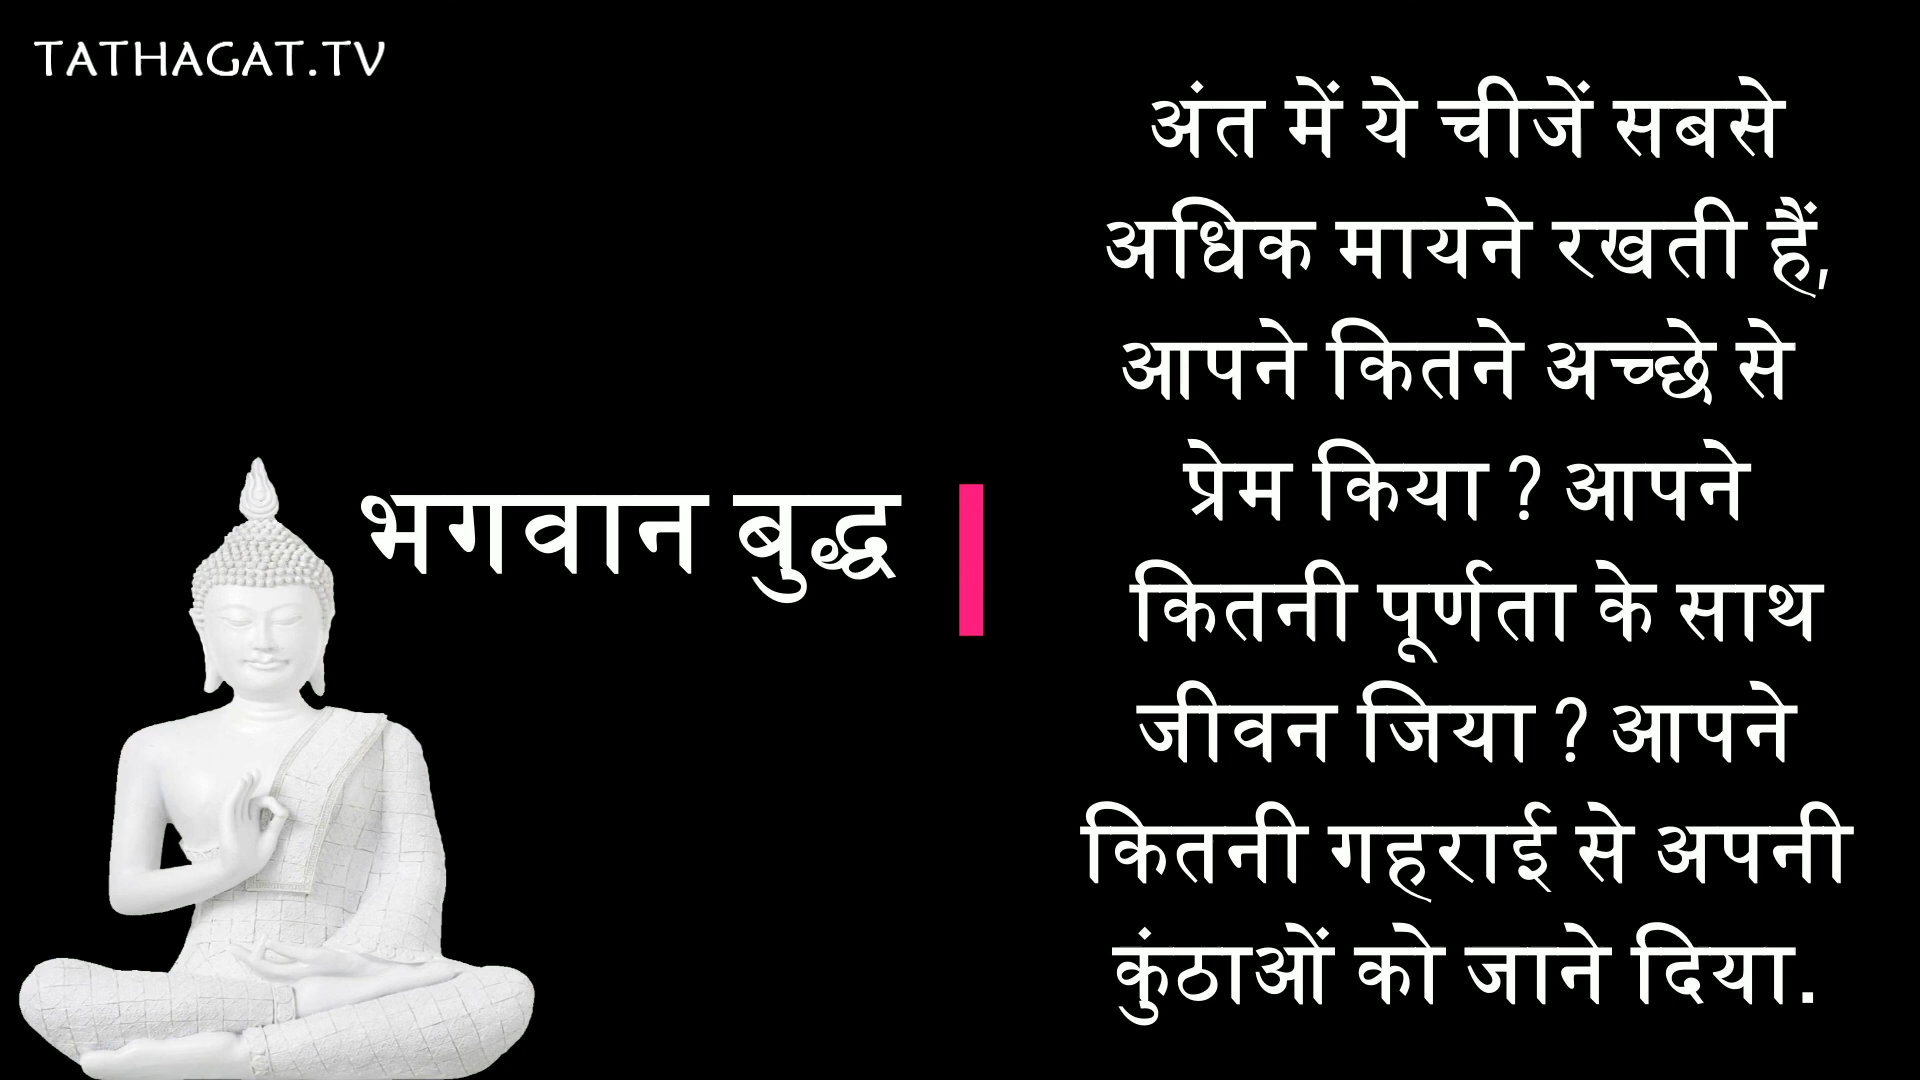 TATHAGAT.TV
भगवान बुद्ध
अंत में ये चीजें सबसे
अधिक मायने रखती हैं,
आपने कितने अच्छे से
प्रेम किया ? आपने
कितनी पूर्णता के साथ
जीवन जिया ? आपने
कितनी गहराई से अपनी
कुंठाओं को जाने दिया.